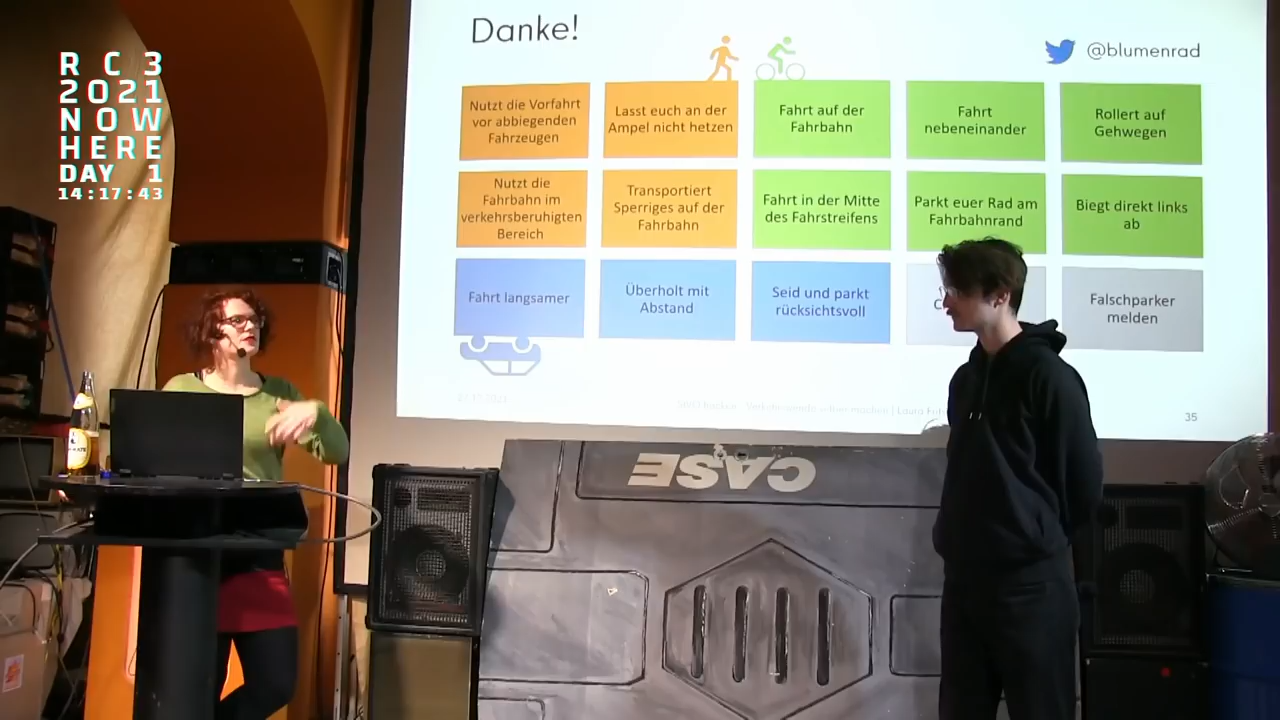 RC3
2021
NOW
HERE
DAY 1
14:17:43
Danke!
@blumenrad
Nutzt die Vorfahrt
vor abbiegenden
Fahrzeugen
Lasst euch an der
Ampel nicht hetzen
Fahrt auf der
Fahrbahn
Fahrt
nebeneinander
Rollert auf
Gehwegen
Nutzt die
Fahrbahn im
verkehrsberuhigten
Bereich
Transportiert
Sperriges auf der
Fahrbahn
Fahrt in der Mitte
des Fahrstreifens
Parkt euer Rad am
Fahrbahnrand
Biegt direkt links
ab
Fahrt langsamer
Überholt mit
Abstand
Seid und parkt
rücksichtsvoll
Falschparker
melden
35
CASE